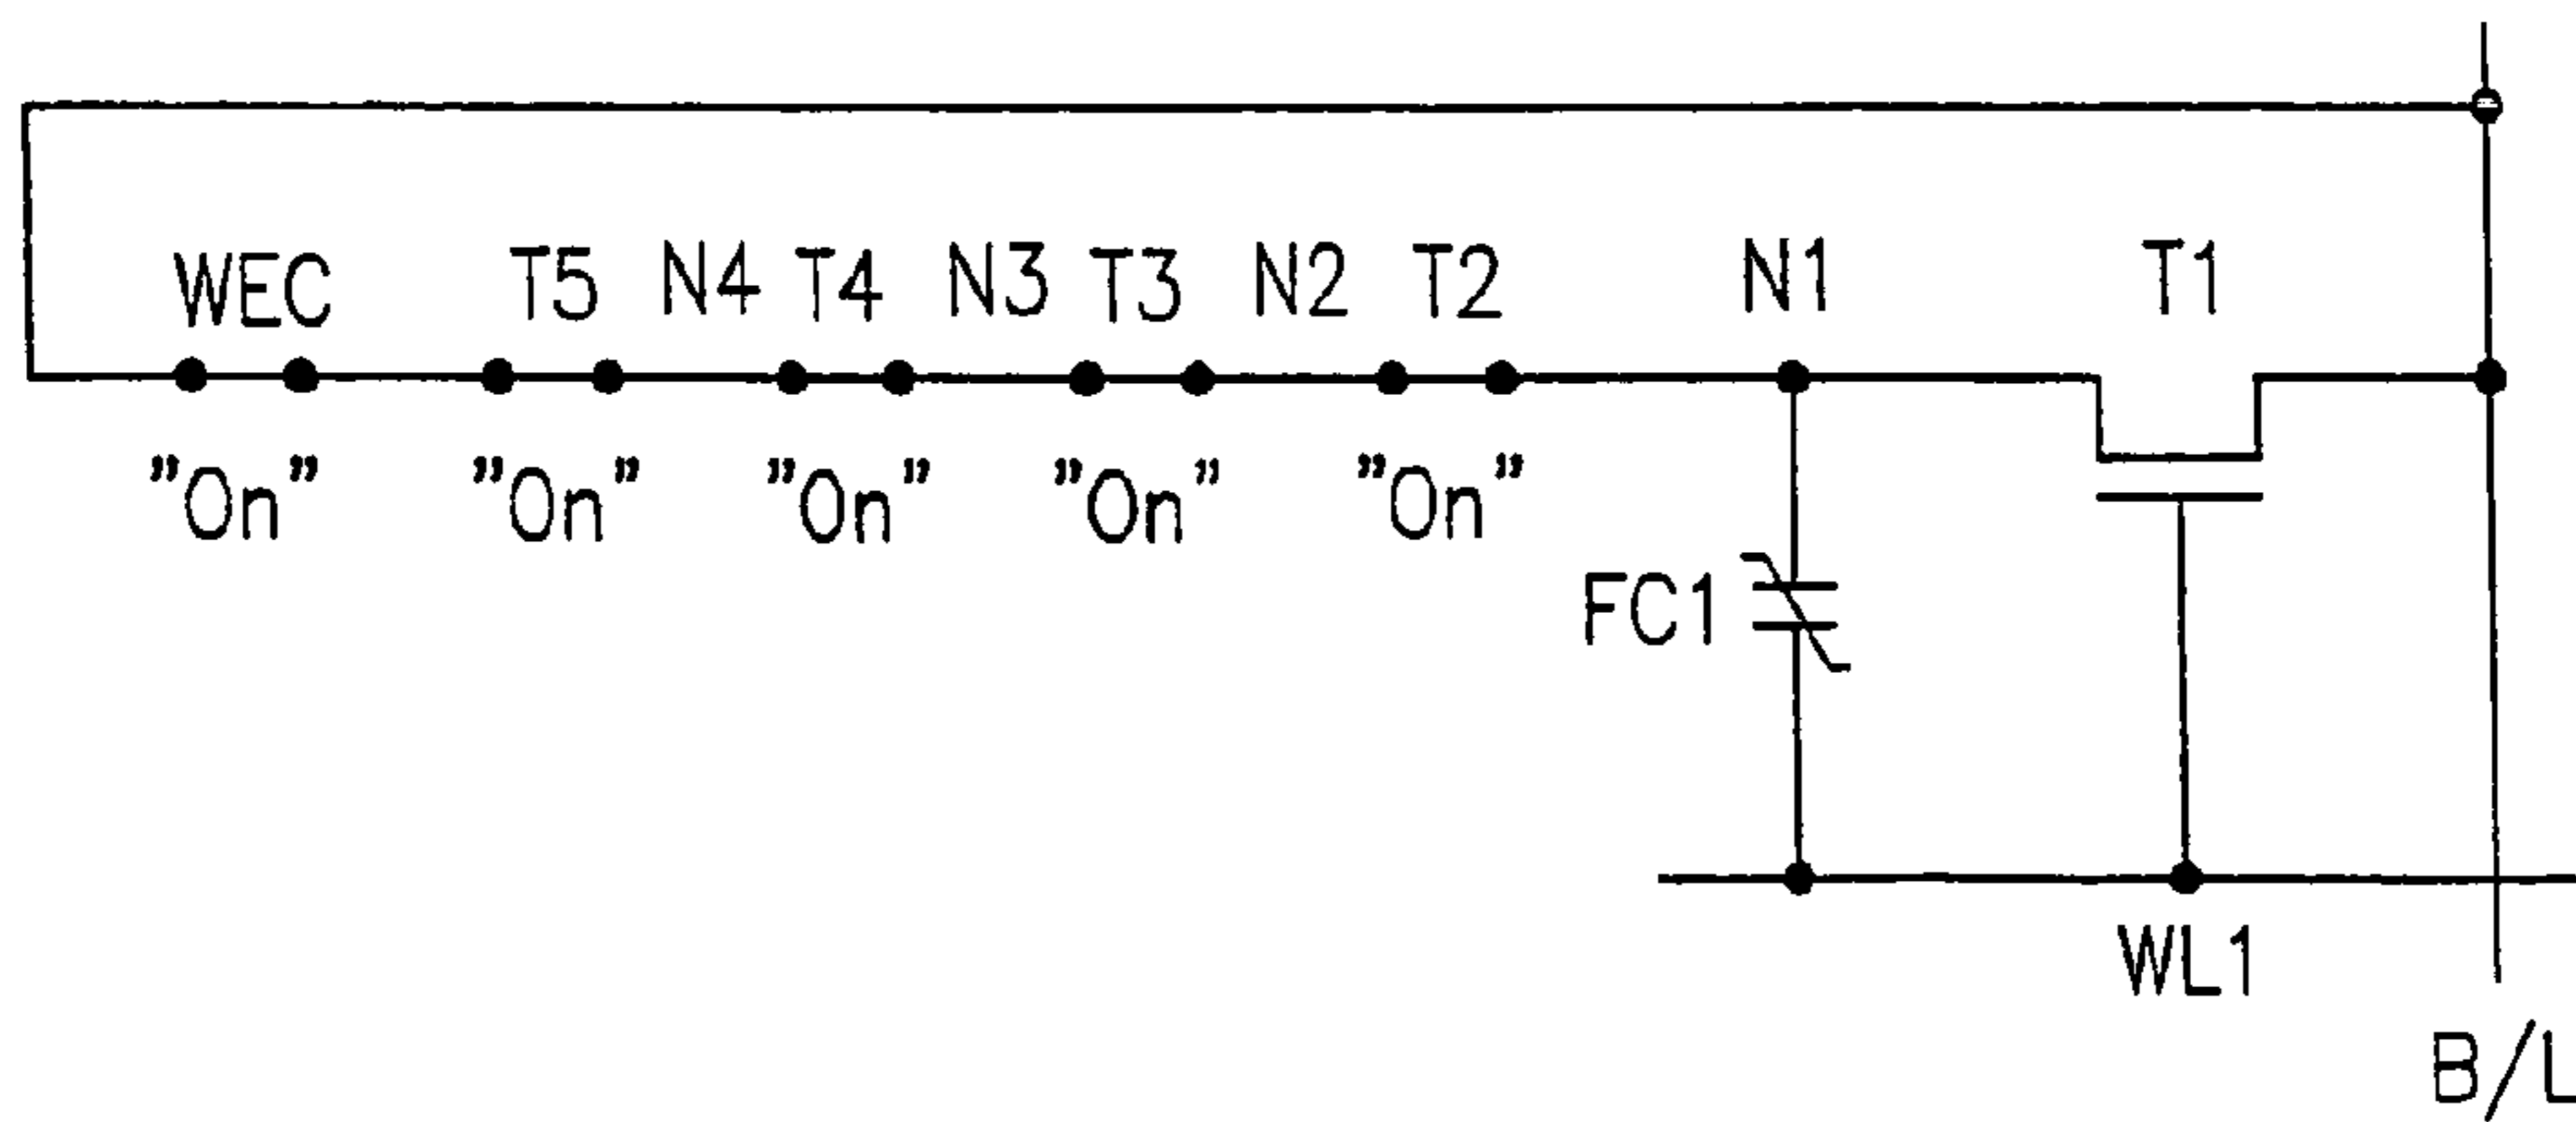 WEC T5 N4 T4 N3 T3 N2 T2 N1 T1
"On" "On" "On" "On" "On"
FC1
WL1
B/L